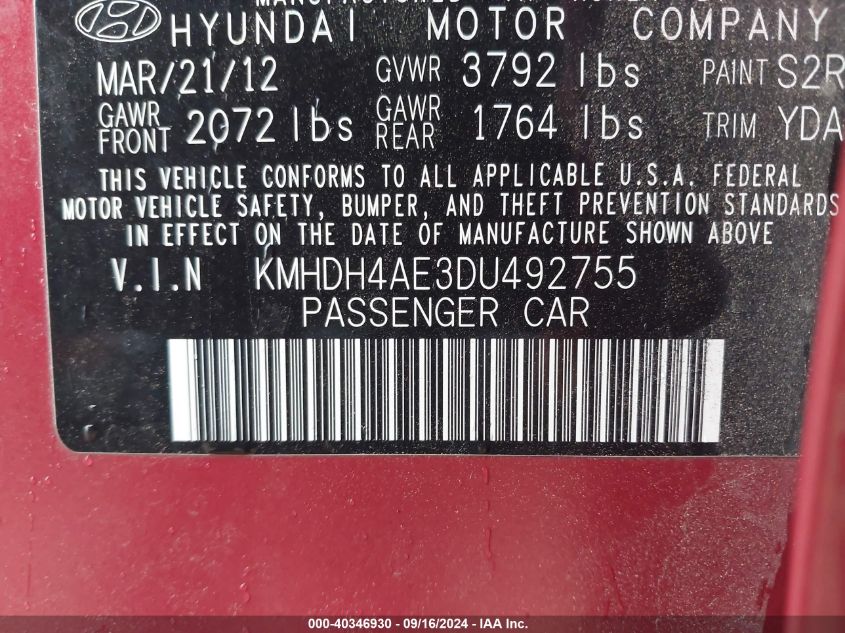 HYUNDAI MOTOR COMPANY
MAR/21/12 GVWR 3792 lbs PAINT S2R
GAWR FRONT 2072 lbs GAWR REAR 1764 lbs TRIM YDA
THIS VEHICLE CONFORMS TO ALL APPLICABLE U.S.A. FEDERAL
MOTOR VEHICLE SAFETY, BUMPER, AND THEFT PREVENTION STANDARDS
IN EFFECT ON THE DATE OF MANUFACTURE SHOWN ABOVE
V.I.N KMHDH4AE3DU492755
PASSENGER CAR
000-40346930 - 09/16/2024 - IAA Inc.